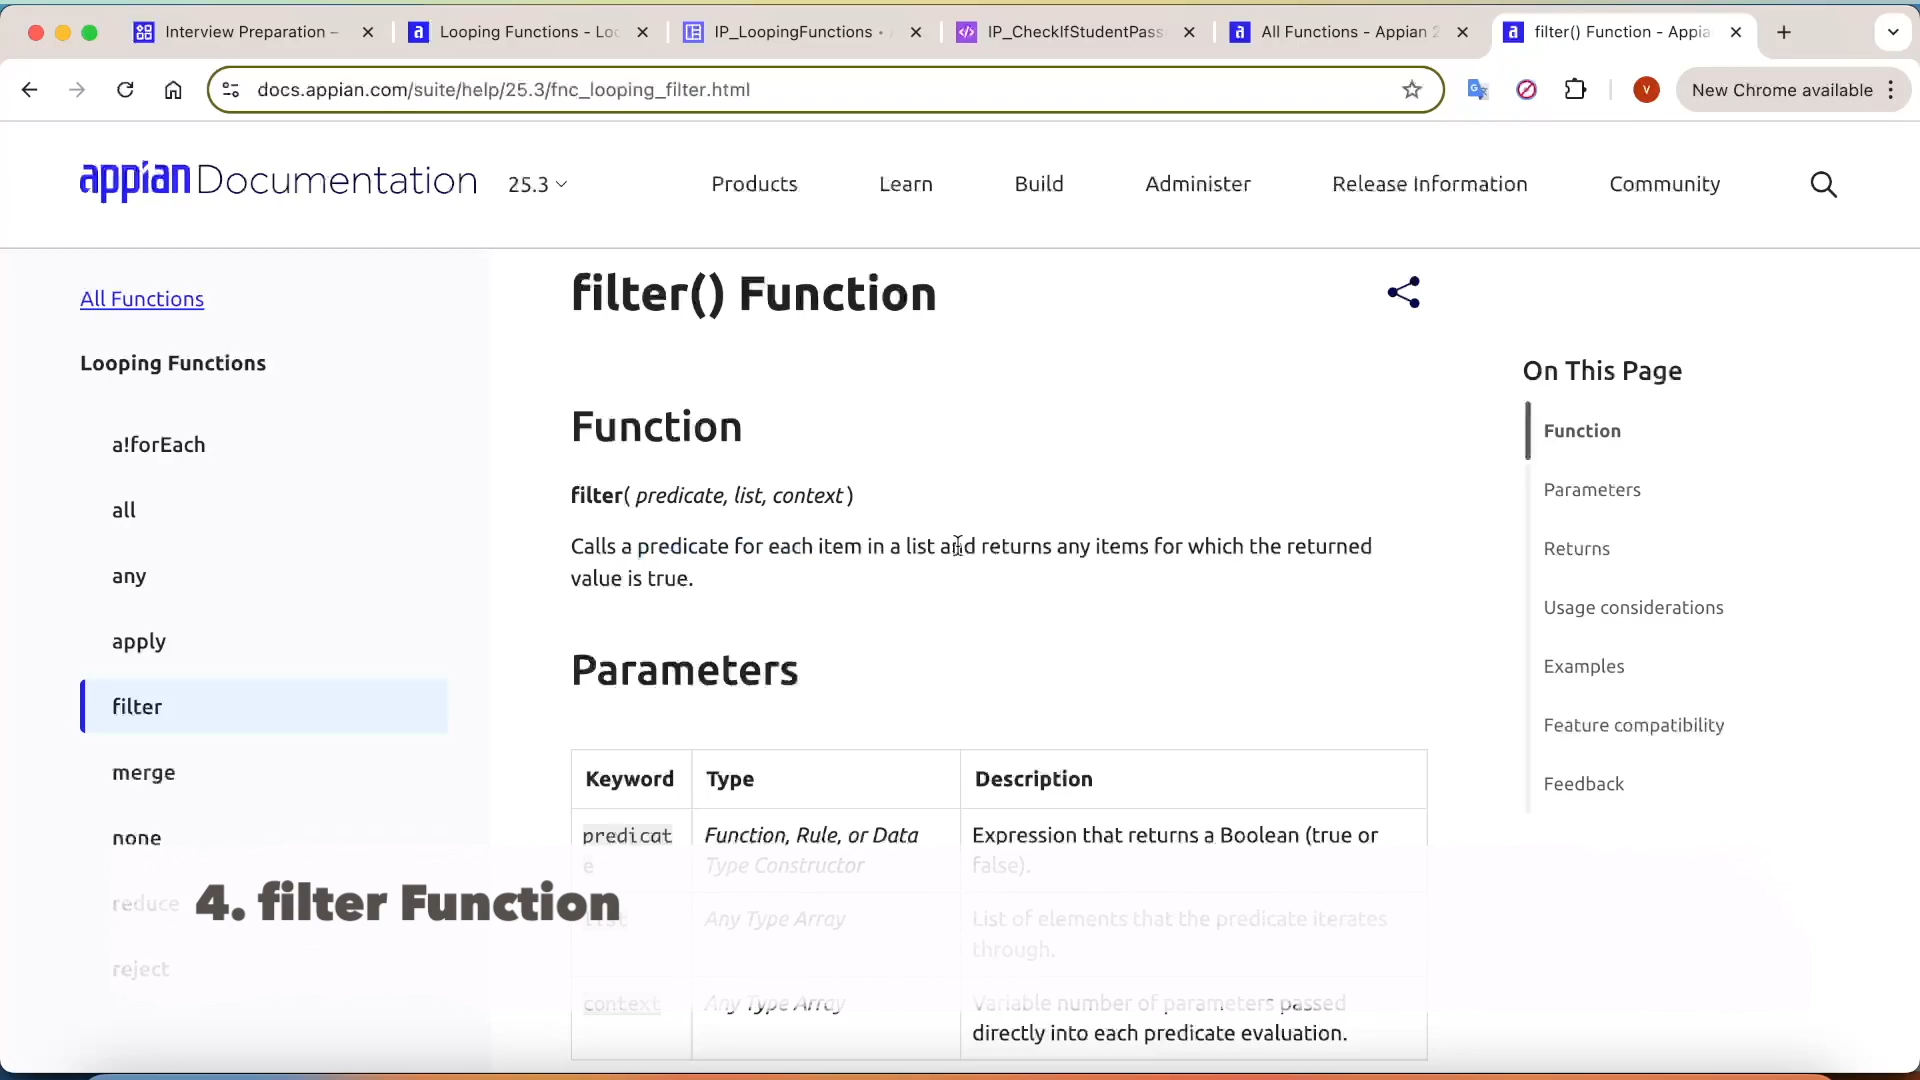 Interview Preparation –
Looping Functions - Loc
IP_LoopingFunctions -
IP_CheckIfStudentPass
All Functions - Appian 2
filter() Function - Appia
docs.appian.com/suite/help/25.3/fnc_looping_filter.html
V
New Chrome available
appian Documentation
25.3
Products
Learn
Build
Administer
Release Information
Community
All Functions
Looping Functions
a!forEach
all
any
apply
filter
merge
none
reduce
reject
filter() Function
Function
filter( predicate, list, context )
Calls a predicate for each item in a list and returns any items for which the returned
value is true.
Parameters
Keyword Type Description
predicat
e
Function, Rule, or Data
Type Constructor
Expression that returns a Boolean (true or
false).
Any Type Array
List of elements that the predicate iterates
through.
context
Any Type Array
Variable number of parameters passed
directly into each predicate evaluation.
On This Page
Function
Parameters
Returns
Usage considerations
Examples
Feature compatibility
Feedback
4. filter Function